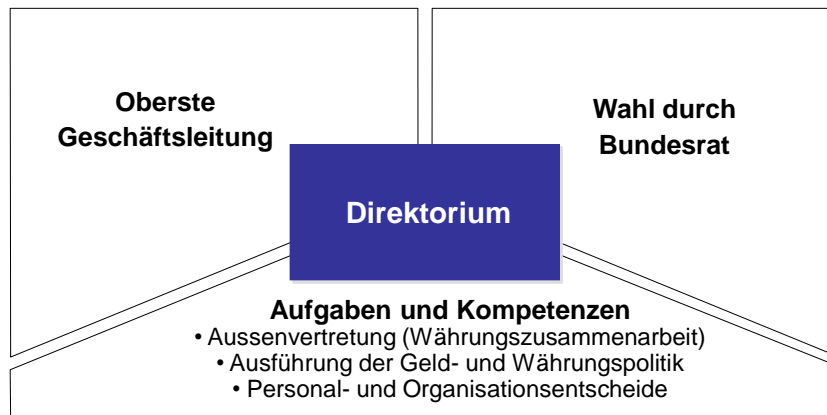 Oberste
Geschäftsleitung
Wahl durch
Bundesrat
Direktorium
Aufgaben und Kompetenzen
• Aussenvertretung (Währungszusammenarbeit)
• Ausführung der Geld- und Währungspolitik
• Personal- und Organisationsentscheide